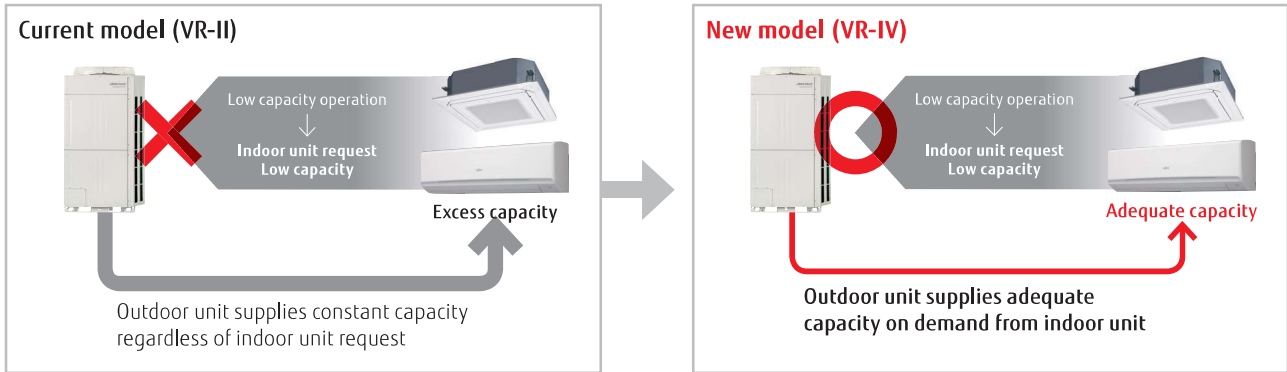 Current model (VR-II)
Low capacity operation
Indoor unit request
Low capacity
Excess capacity
Outdoor unit supplies constant capacity
regardless of indoor unit request
New model (VR-IV)
Low capacity operation
Indoor unit request
Low capacity
Adequate capacity
Outdoor unit supplies adequate
capacity on demand from indoor unit